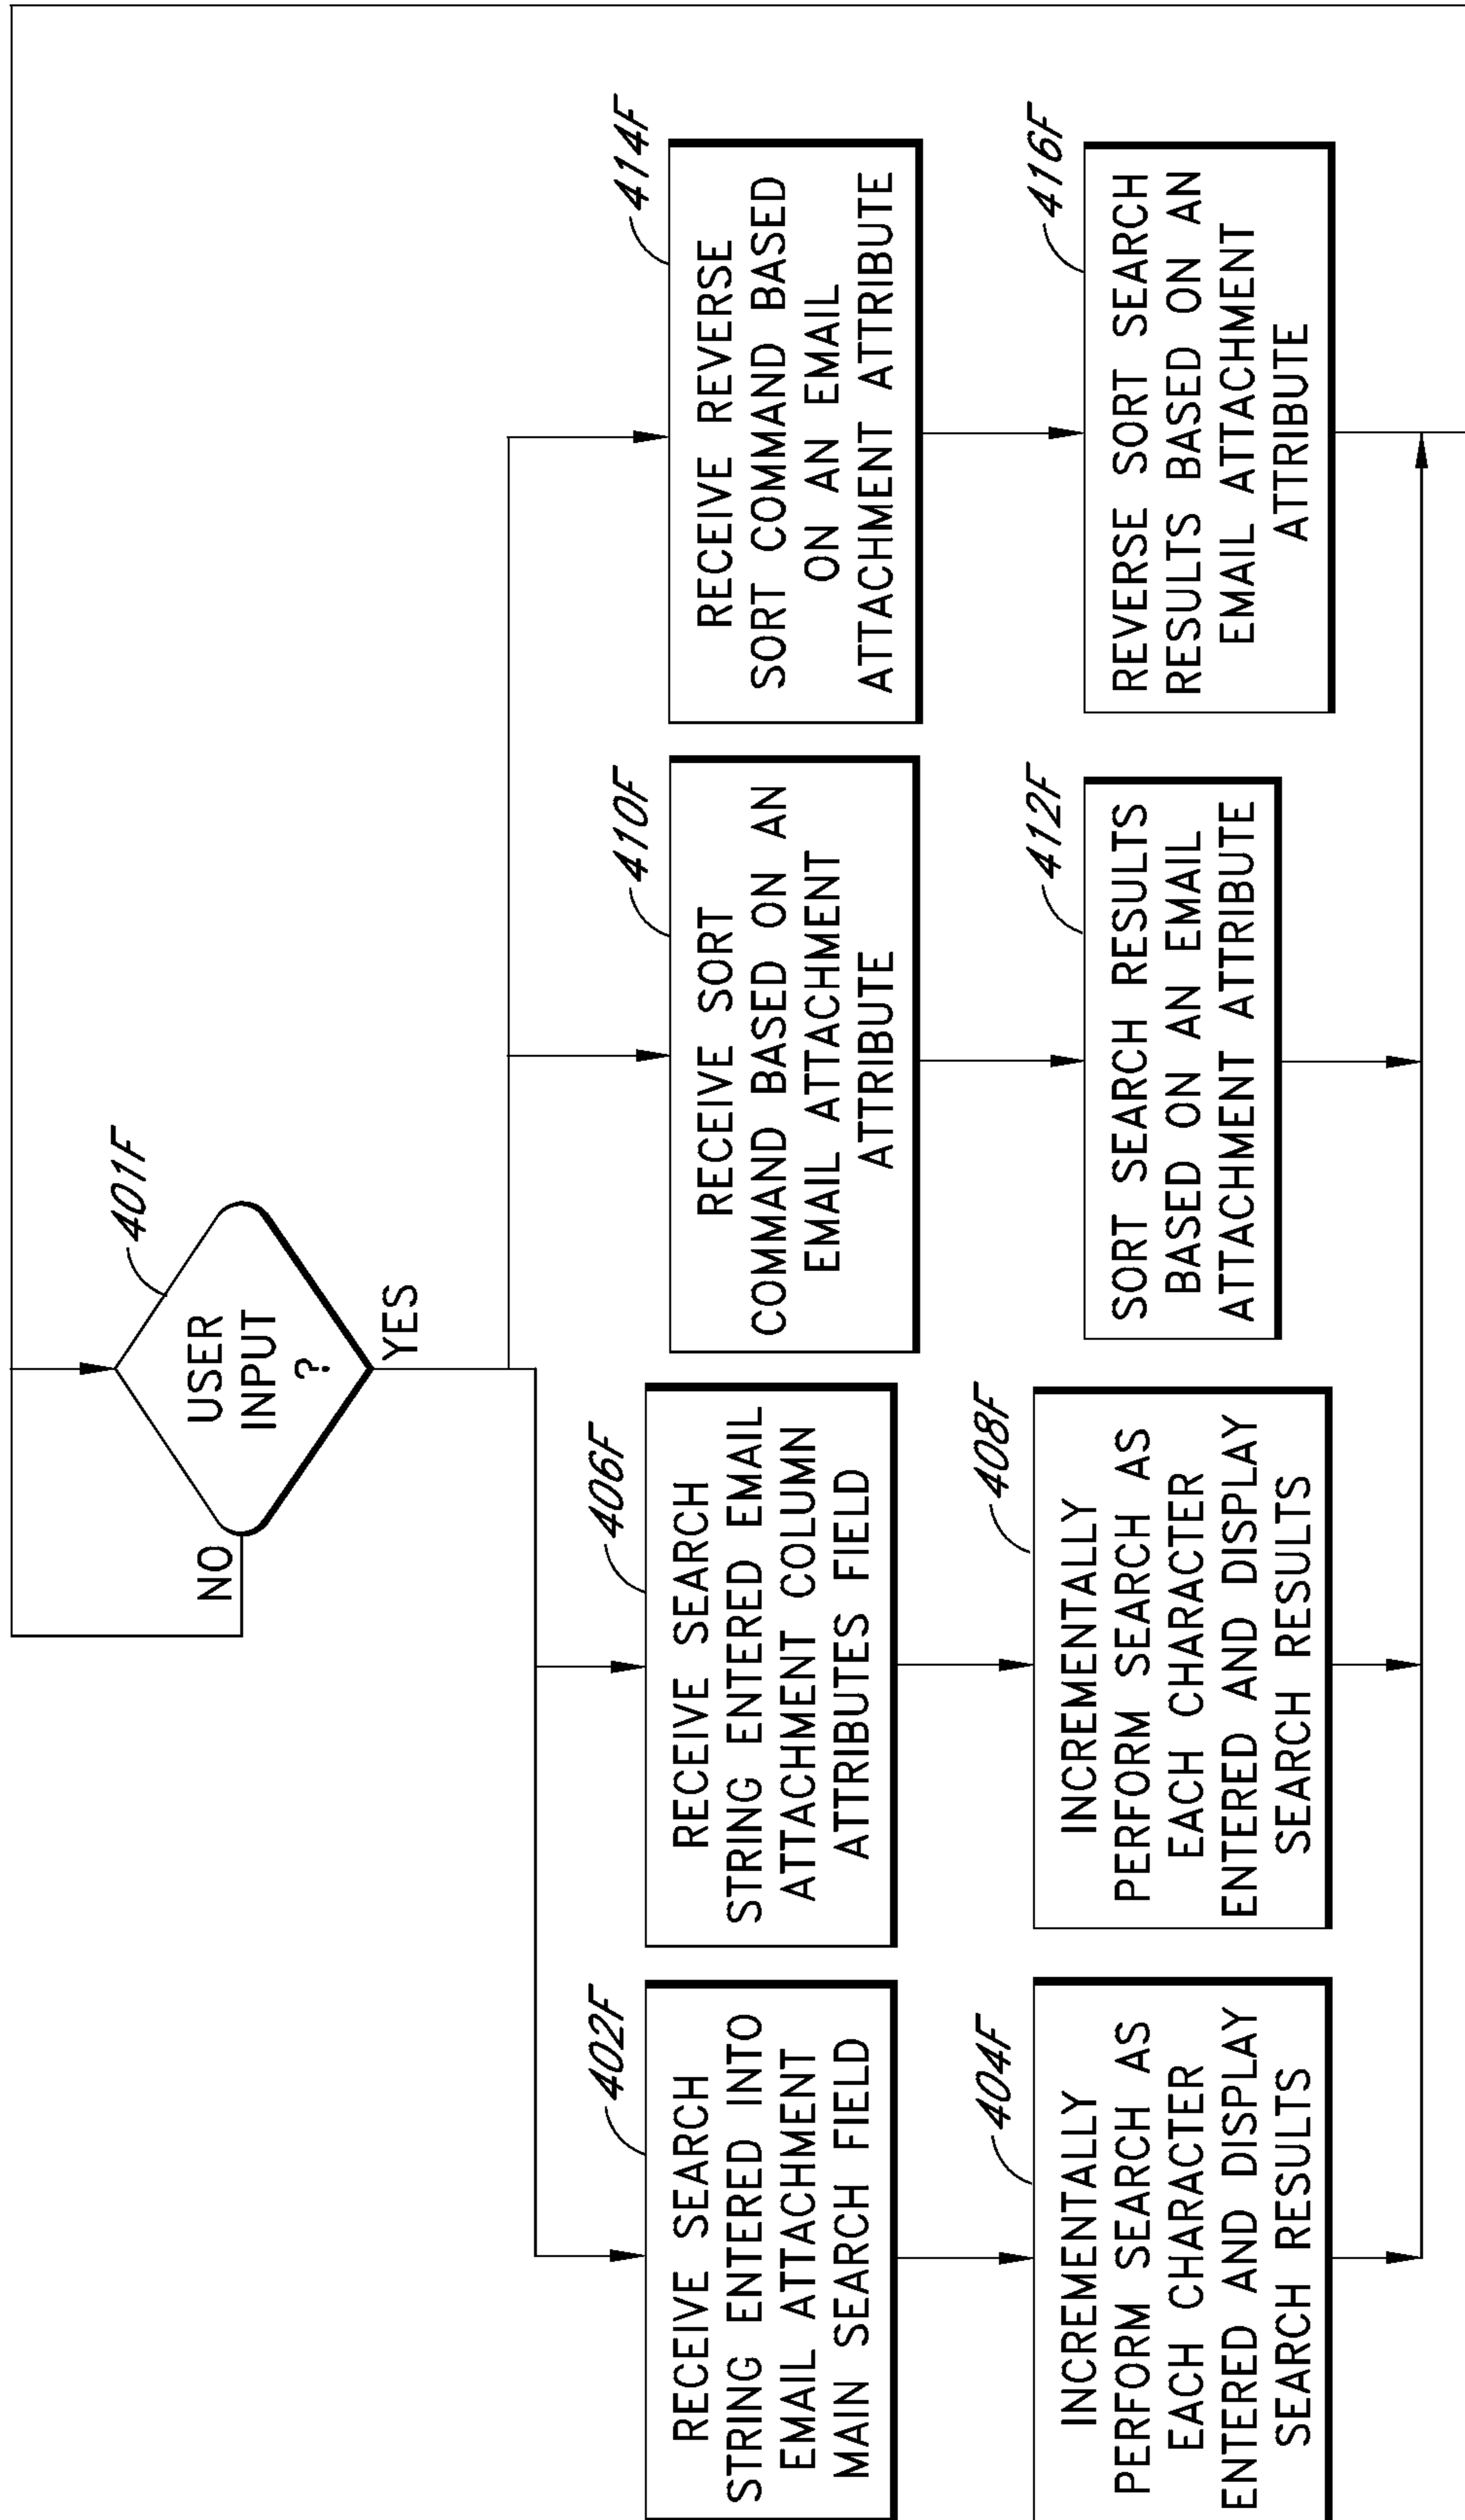 401F
USER
INPUT
?
NO
YES
402F
RECEIVE SEARCH
STRING ENTERED INTO
EMAIL ATTACHMENT
MAIN SEARCH FIELD
406F
RECEIVE SEARCH
STRING ENTERED EMAIL
ATTACHMENT COLUMN
ATTRIBUTES FIELD
410F
RECEIVE SORT
COMMAND BASED ON AN
EMAIL ATTACHMENT
ATTRIBUTE
414F
RECEIVE REVERSE
SORT COMMAND BASED
ON AN EMAIL
ATTACHMENT ATTRIBUTE
404F
INCREMENTALLY
PERFORM SEARCH AS
EACH CHARACTER
ENTERED AND DISPLAY
SEARCH RESULTS
408F
INCREMENTALLY
PERFORM SEARCH AS
EACH CHARACTER
ENTERED AND DISPLAY
SEARCH RESULTS
412F
SORT SEARCH RESULTS
BASED ON AN EMAIL
ATTACHMENT ATTRIBUTE
416F
REVERSE SORT SEARCH
RESULTS BASED ON AN
EMAIL ATTACHMENT
ATTRIBUTE